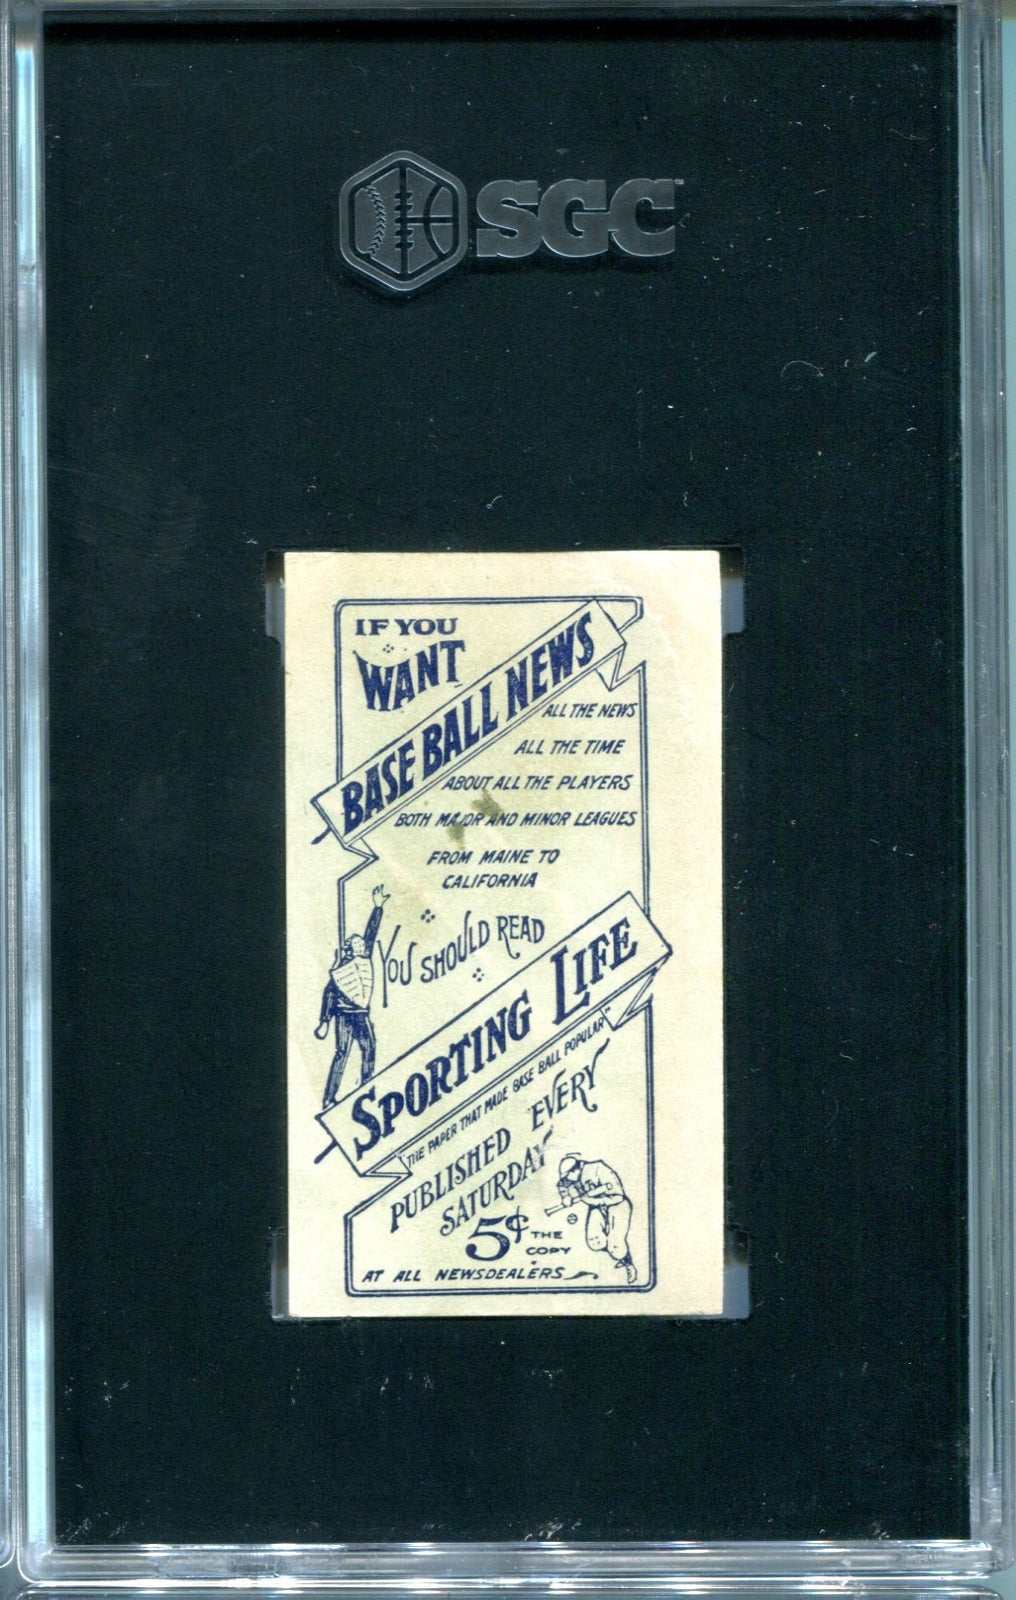 SGC
IF YOU
WANT
BASE BALL NEWS
ALL THE NEWS
ALL THE TIME
ABOUT ALL THE PLAYERS
BOTH MAJOR AND MINOR LEAGUES
FROM MAINE TO
CALIFORNIA
YOU SHOULD READ
SPORTING LIFE
"THE PAPER THAT MADE BASE BALL POPULAR"
PUBLISHED EVERY
SATURDAY
5¢ THE
COPY
AT ALL NEWSDEALERS